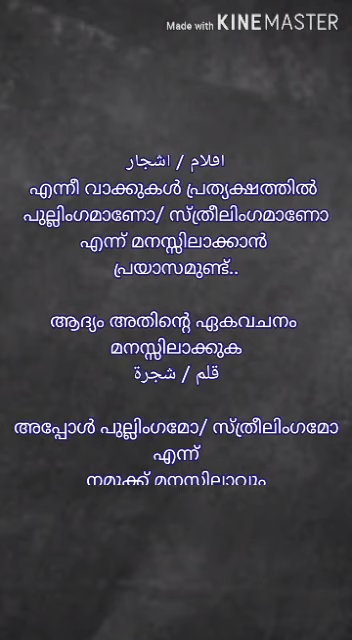 Made with KINEMASTER
اقلام / اشجار
എന്നീ വാക്കുകൾ പ്രത്യക്ഷത്തിൽ
പുല്ലിംഗമാണോ/ സ്ത്രീലിംഗമാണോ
എന്ന് മനസ്സിലാക്കാൻ
പ്രയാസമുണ്ട്..
ആദ്യം അതിന്റെ ഏകവചനം
മനസ്സിലാക്കുക
قلم / شجرة
അപ്പോൾ പുല്ലിംഗമോ/ സ്ത്രീലിംഗമോ
എന്ന്
നമുക്ക് മനസിലാവും